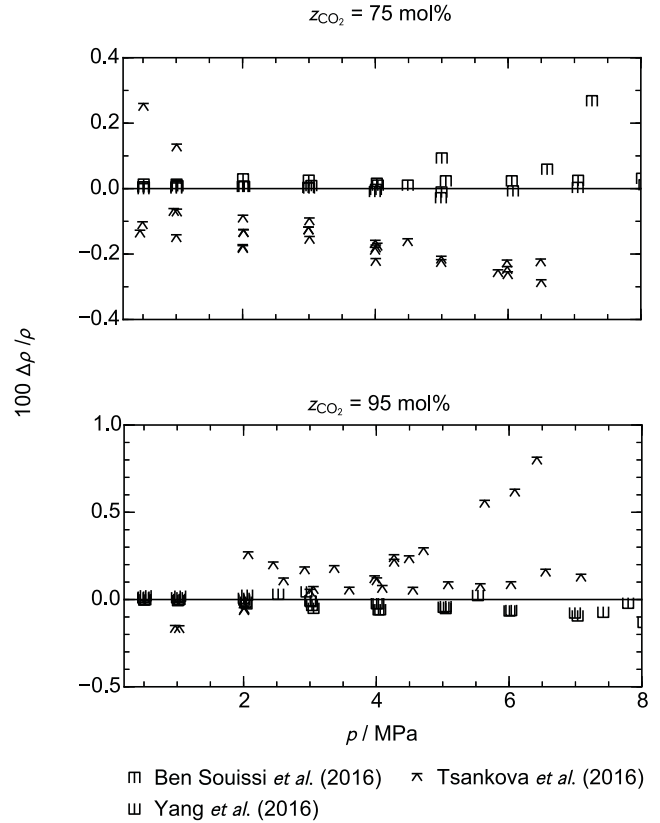 z_CO₂ = 75 mol%
0.4
0.2
0.0
−0.2
−0.4
100 Δρ/ρ
z_CO₂ = 95 mol%
1.0
0.5
0.0
−0.5
2 4 6 8
p / MPa
Ben Souissi et al. (2016) Tsankova et al. (2016)
Yang et al. (2016)